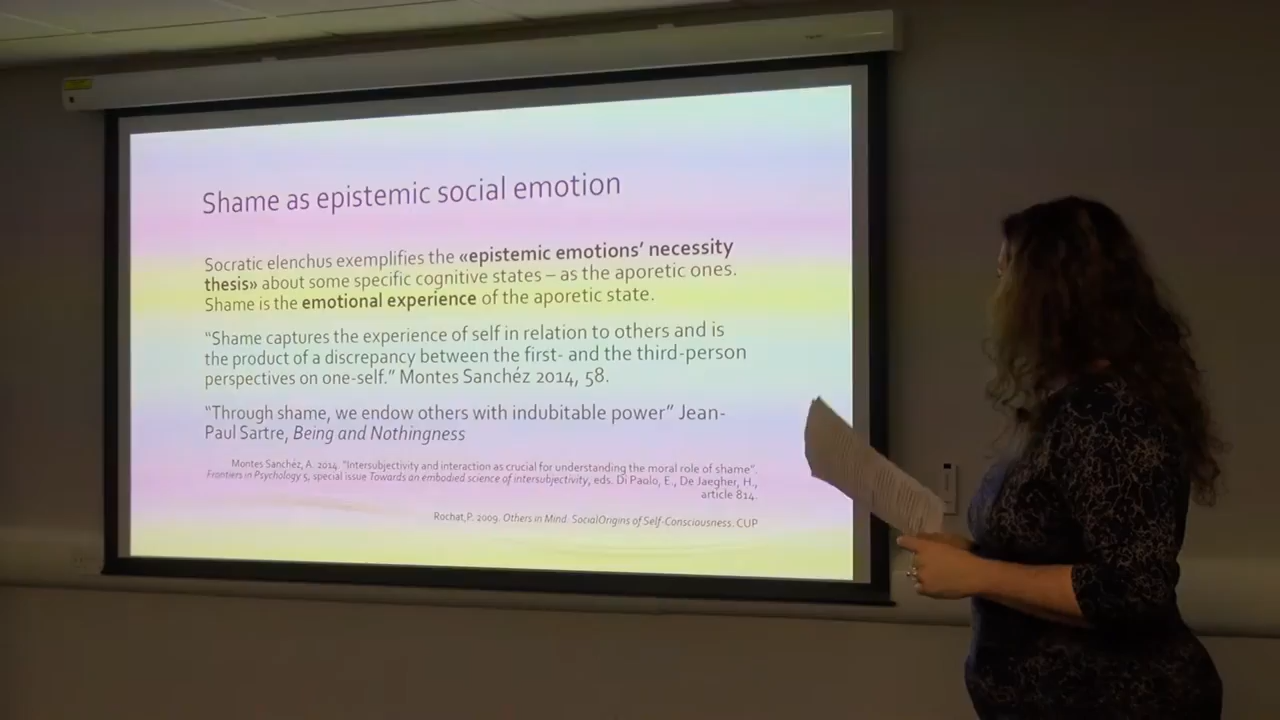 Shame as epistemic social emotion
Socratic elenchus exemplifies the «epistemic emotions’ necessity
thesis» about some specific cognitive states – as the aporetic ones.
Shame is the emotional experience of the aporetic state.
“Shame captures the experience of self in relation to others and is
the product of a discrepancy between the first- and the third-person
perspectives on one-self.” Montes Sanchéz 2014, 58.
“Through shame, we endow others with indubitable power” Jean-
Paul Sartre, Being and Nothingness
Montes Sanchéz, A. 2014. “Intersubjectivity and interaction as crucial for understanding the moral role of shame”.
Frontiers in Psychology 5, special issue Towards an embodied science of intersubjectivity, eds. Di Paolo, E., De Jaegher, H.,
article 814.
Rochat,P. 2009. Others in Mind. Social Origins of Self-Consciousness. CUP